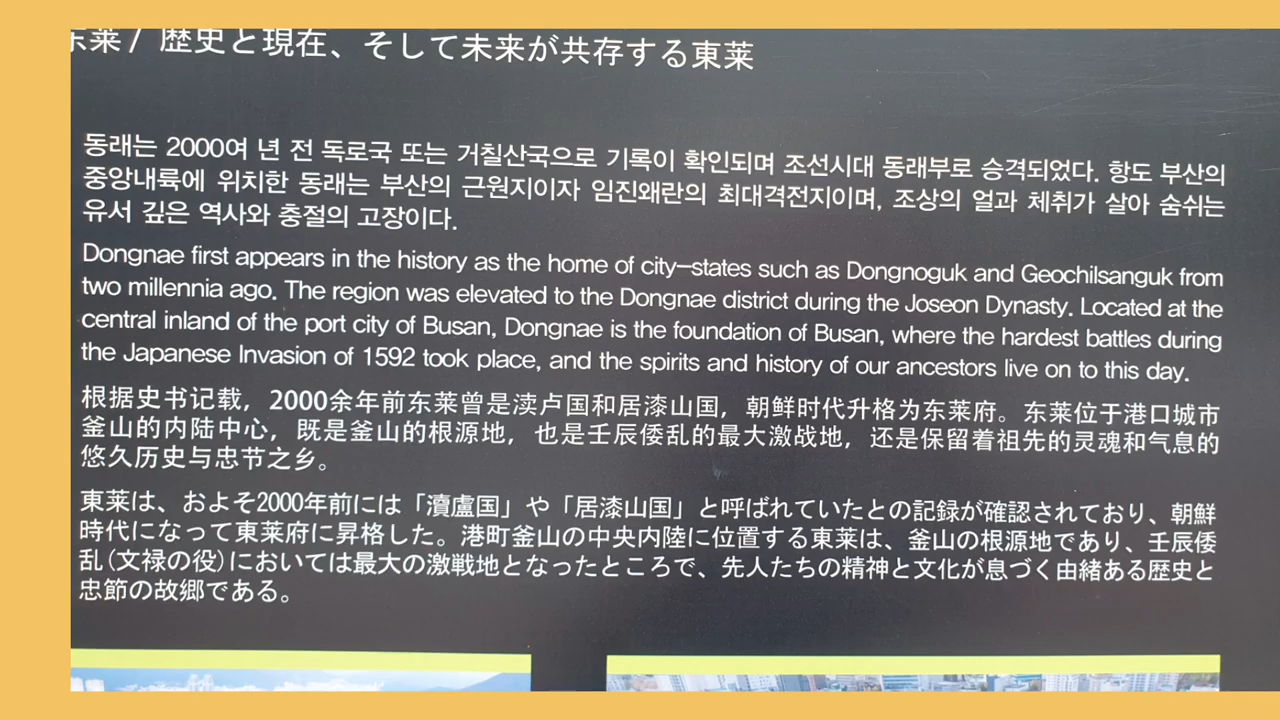 东莱 / 歴史と現在、そして未来が共存する東莱
동래는 2000여 년 전 독로국 또는 거칠산국으로 기록이 확인되며 조선시대 동래부로 승격되었다. 항도 부산의
중앙내륙에 위치한 동래는 부산의 근원지이자 임진왜란의 최대격전지이며, 조상의 얼과 체취가 살아 숨쉬는
유서 깊은 역사와 충절의 고장이다.
Dongnae first appears in the history as the home of city–states such as Dongnoguk and Geochilsanguk from
two millennia ago. The region was elevated to the Dongnae district during the Joseon Dynasty. Located at the
central inland of the port city of Busan, Dongnae is the foundation of Busan, where the hardest battles during
the Japanese Invasion of 1592 took place, and the spirits and history of our ancestors live on to this day.
根据史书记载，2000余年前东莱曾是渎卢国和居漆山国，朝鲜时代升格为东莱府。东莱位于港口城市
釜山的内陆中心，既是釜山的根源地，也是壬辰倭乱的最大激战地，还是保留着祖先的灵魂和气息的
悠久历史与忠节之乡。
東莱は、およそ2000年前には「瀆盧国」や「居漆山国」と呼ばれていたとの記録が確認されており、朝鮮
時代になって東莱府に昇格した。港町釜山の中央内陸に位置する東莱は、釜山の根源地であり、壬辰倭
乱(文禄の役)においては最大の激戦地となったところで、先人たちの精神と文化が息づく由緒ある歴史と
忠節の故郷である。